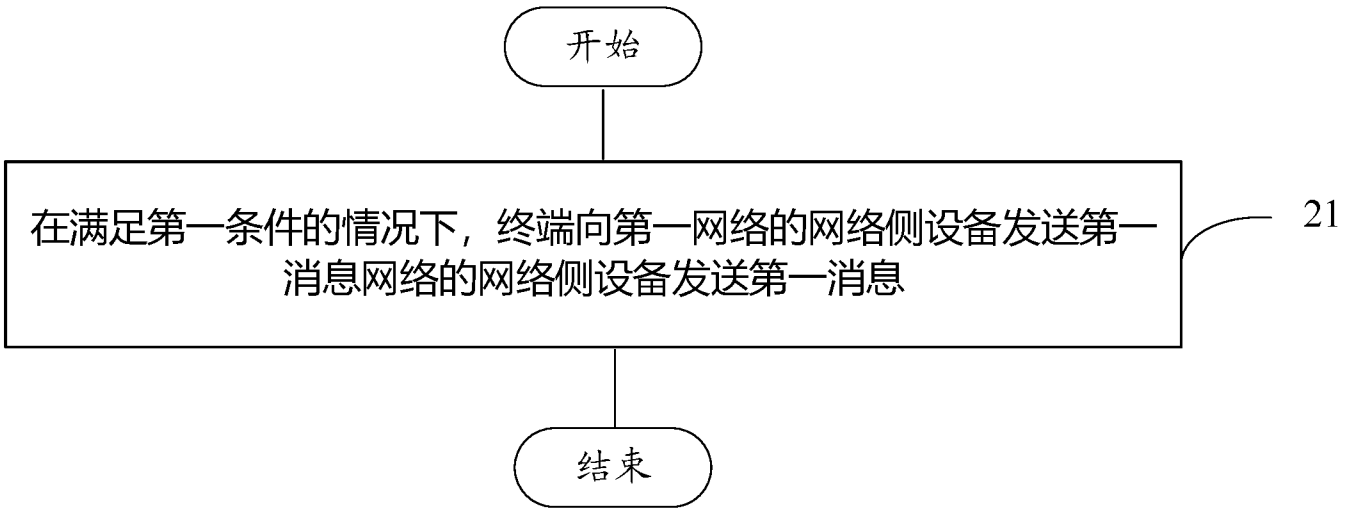 开始
在满足第一条件的情况下，终端向第一网络的网络侧设备发送第一
消息网络的网络侧设备发送第一消息
21
结束